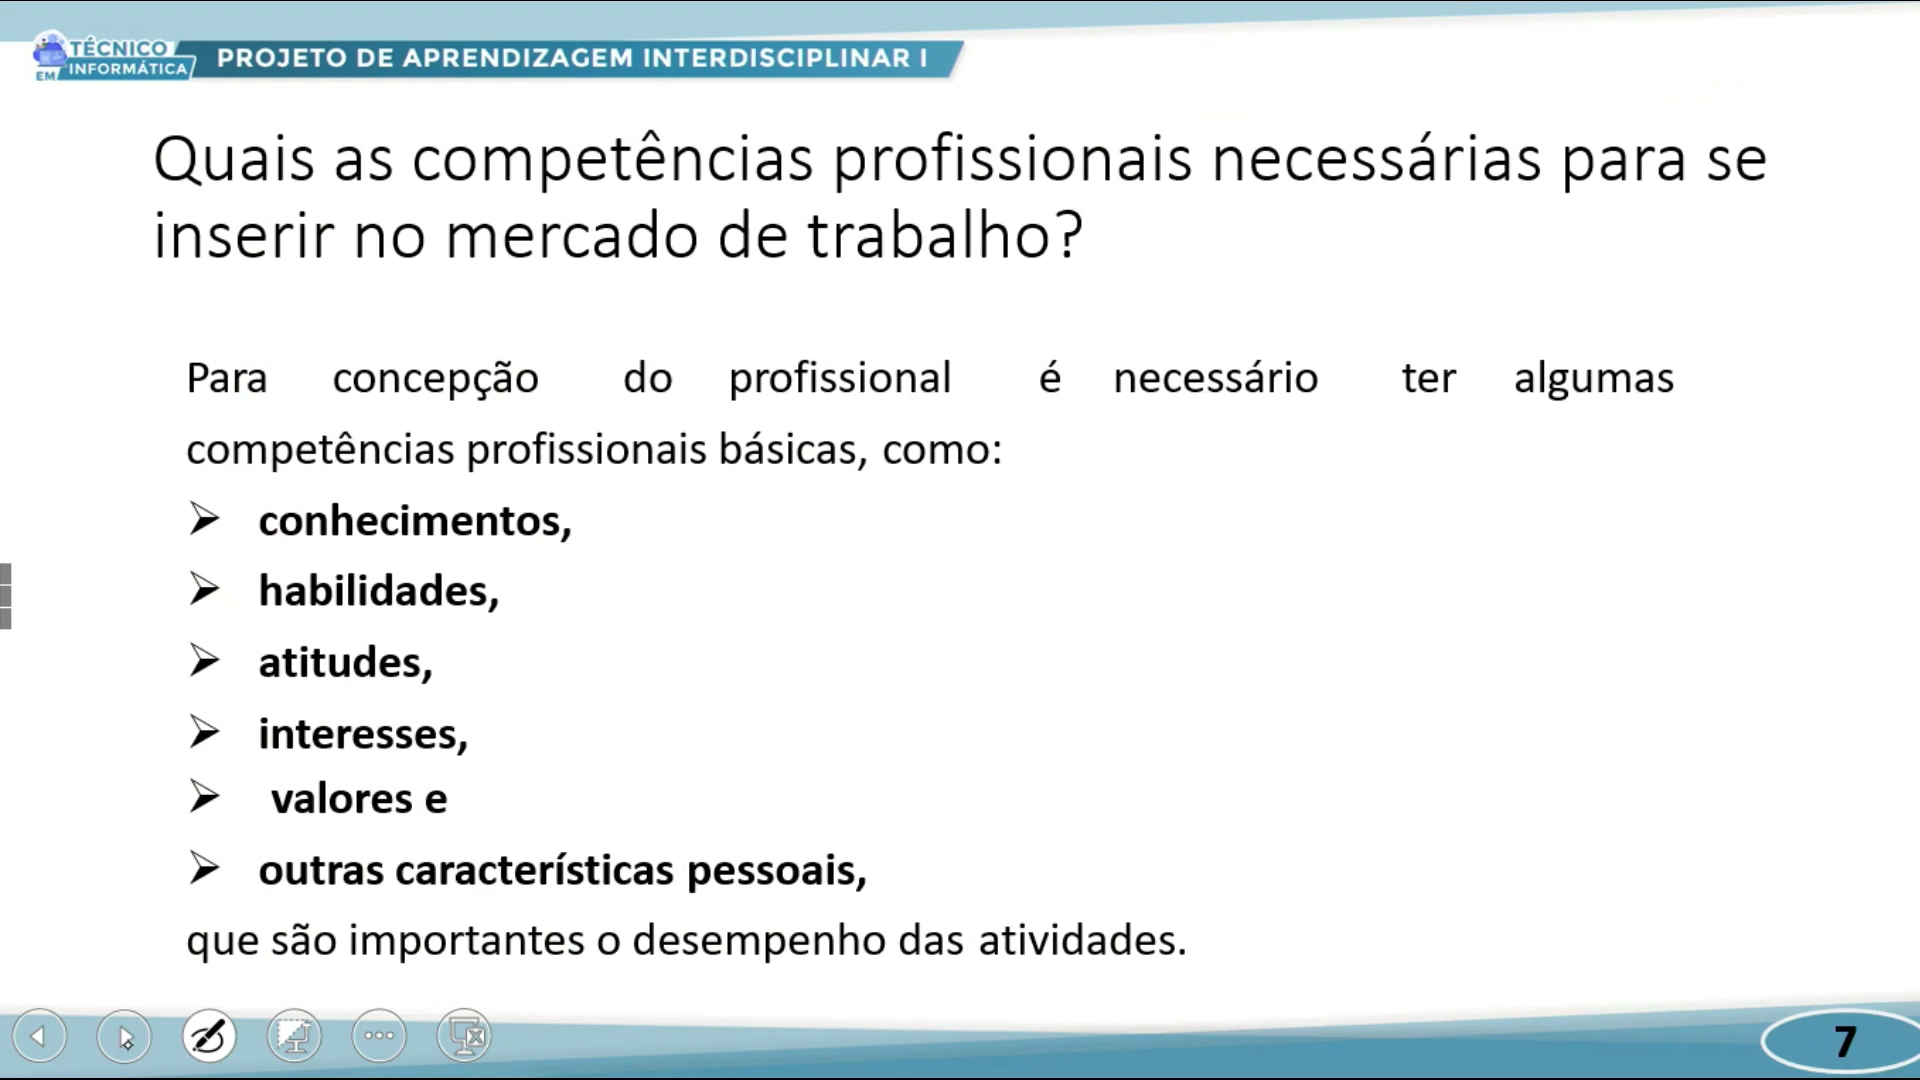 TÉCNICO
EM INFORMÁTICA
PROJETO DE APRENDIZAGEM INTERDISCIPLINAR I
Quais as competências profissionais necessárias para se
inserir no mercado de trabalho?
Para concepção do profissional é necessário ter algumas
competências profissionais básicas, como:
conhecimentos,
habilidades,
atitudes,
interesses,
valores e
outras características pessoais,
que são importantes o desempenho das atividades.
7